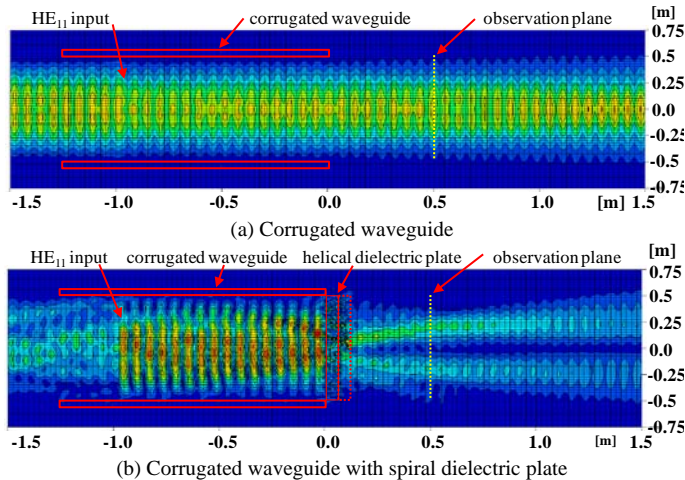 [m]
HE11 input corrugated waveguide observation plane
0.75
0.5
0.25
0.0
-0.25
-0.5
-0.75
-1.5 -1.0 -0.5 0.0 0.5 1.0 [m] 1.5
(a) Corrugated waveguide
[m]
HE11 input corrugated waveguide helical dielectric plate observation plane
0.75
0.5
0.25
0.0
-0.25
-0.5
-0.75
-1.5 -1.0 -0.5 0.0 0.5 1.0 [m] 1.5
(b) Corrugated waveguide with spiral dielectric plate